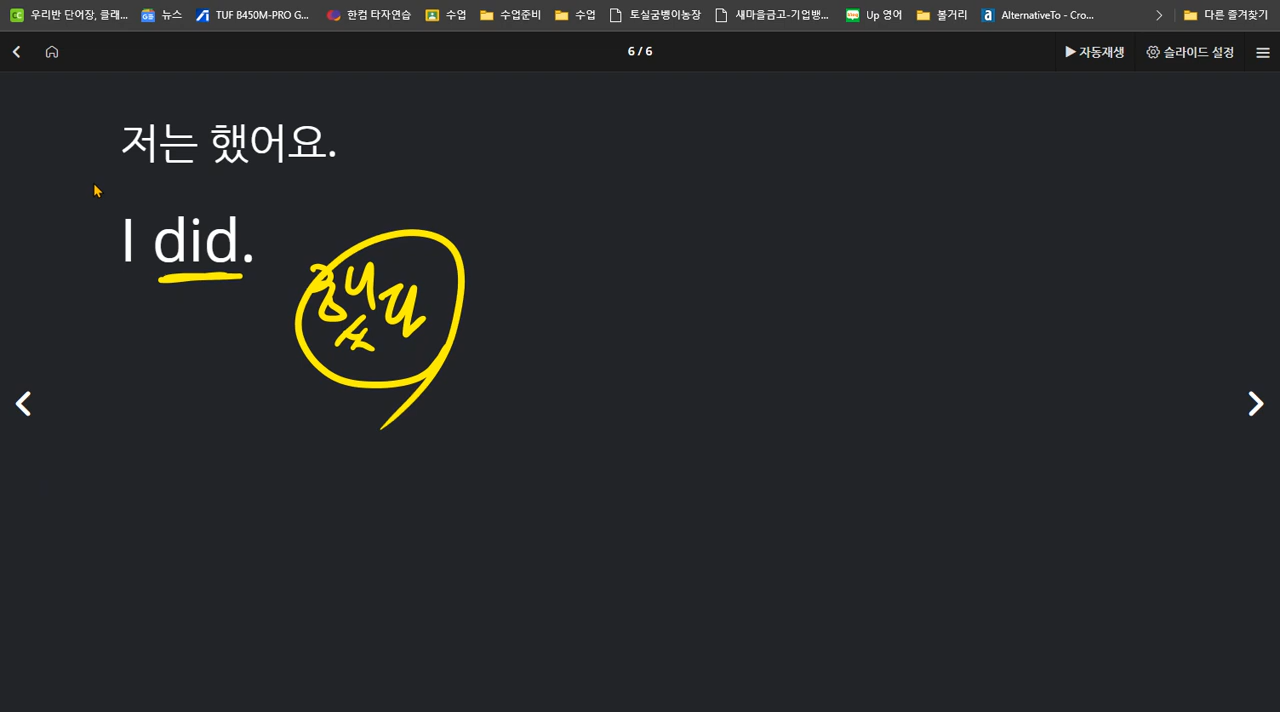 우리반 단어장, 클래... 뉴스 TUF B450M-PRO G... 한컴 타자연습 수업 수업준비 수업 토실굼벵이농장 새마을금고-기업뱅... Up 영어 볼거리 AlternativeTo - Cro... 다른 즐겨찾기
6 / 6 자동재생 슬라이드 설정
저는 했어요.
I did.